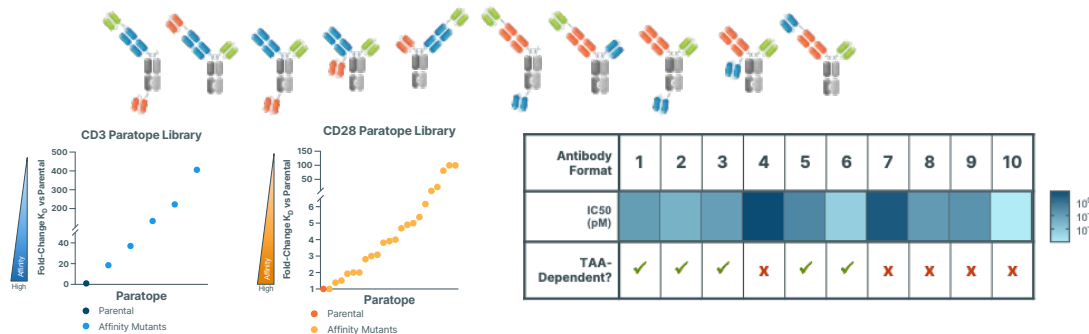 CD3 Paratope Library
500
400
300
200
40
20
0
Fold-Change KD vs Parental
Affinity
High
Paratope
Parental
Affinity Mutants
CD28 Paratope Library
150
100
50
6
5
4
3
2
1
Fold-Change KD vs Parental
Affinity
High
Paratope
Parental
Affinity Mutants
Antibody Format 1 2 3 4 5 6 7 8 9 10
IC50
(pM)
TAA-
Dependent? ✓ ✓ ✓ x ✓ ✓ x x x x